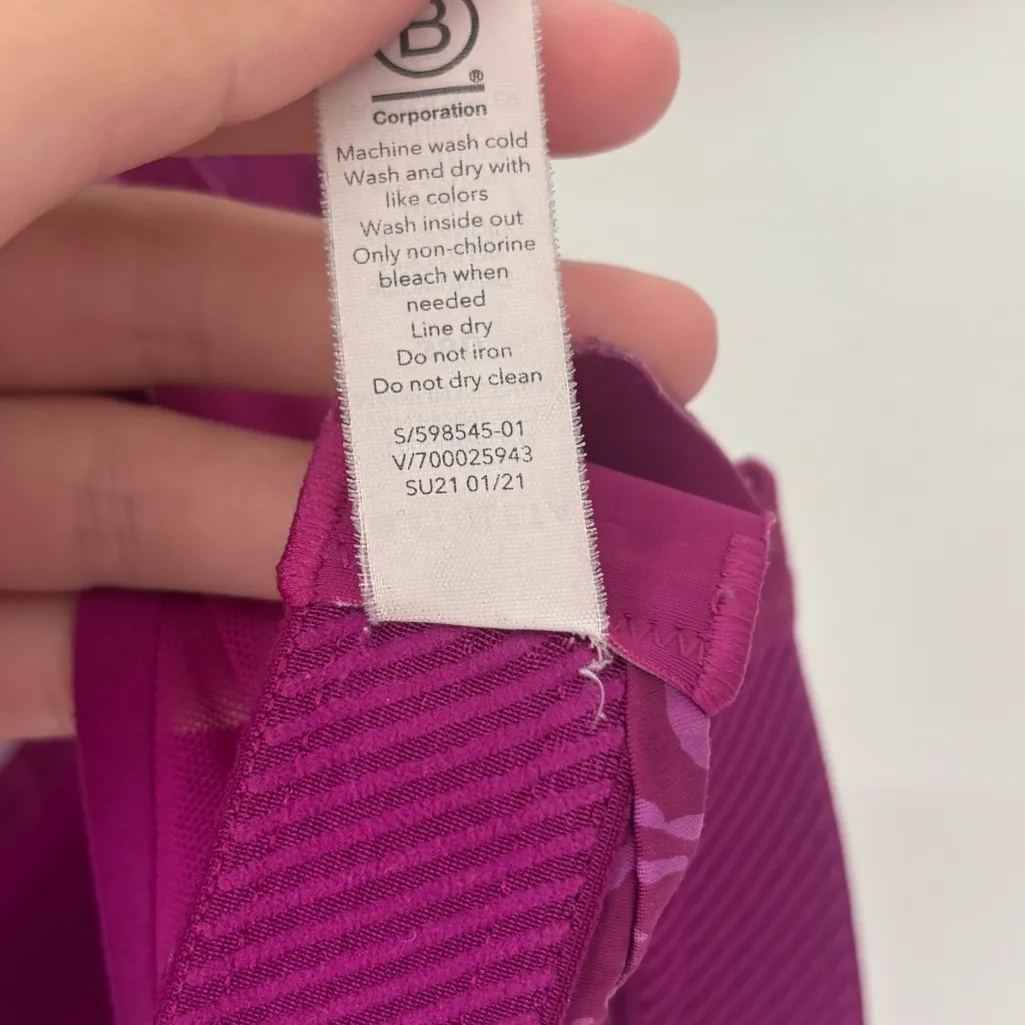 B
®
Corporation
Machine wash cold
Wash and dry with
like colors
Wash inside out
Only non-chlorine
bleach when
needed
Line dry
Do not iron
Do not dry clean
S/598545-01
V/700025943
SU21 01/21